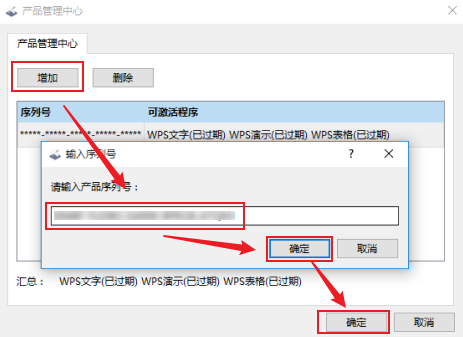 产品管理中心
产品管理中心
增加 删除
序列号 可激活程序
*****-*****-*****-*****-***** WPS文字(已过期) WPS演示(已过期) WPS表格(已过期)
输入序列号 ?
请输入产品序列号：
确定 取消
汇总： WPS文字(已过期) WPS演示(已过期) WPS表格(已过期)
确定 取消